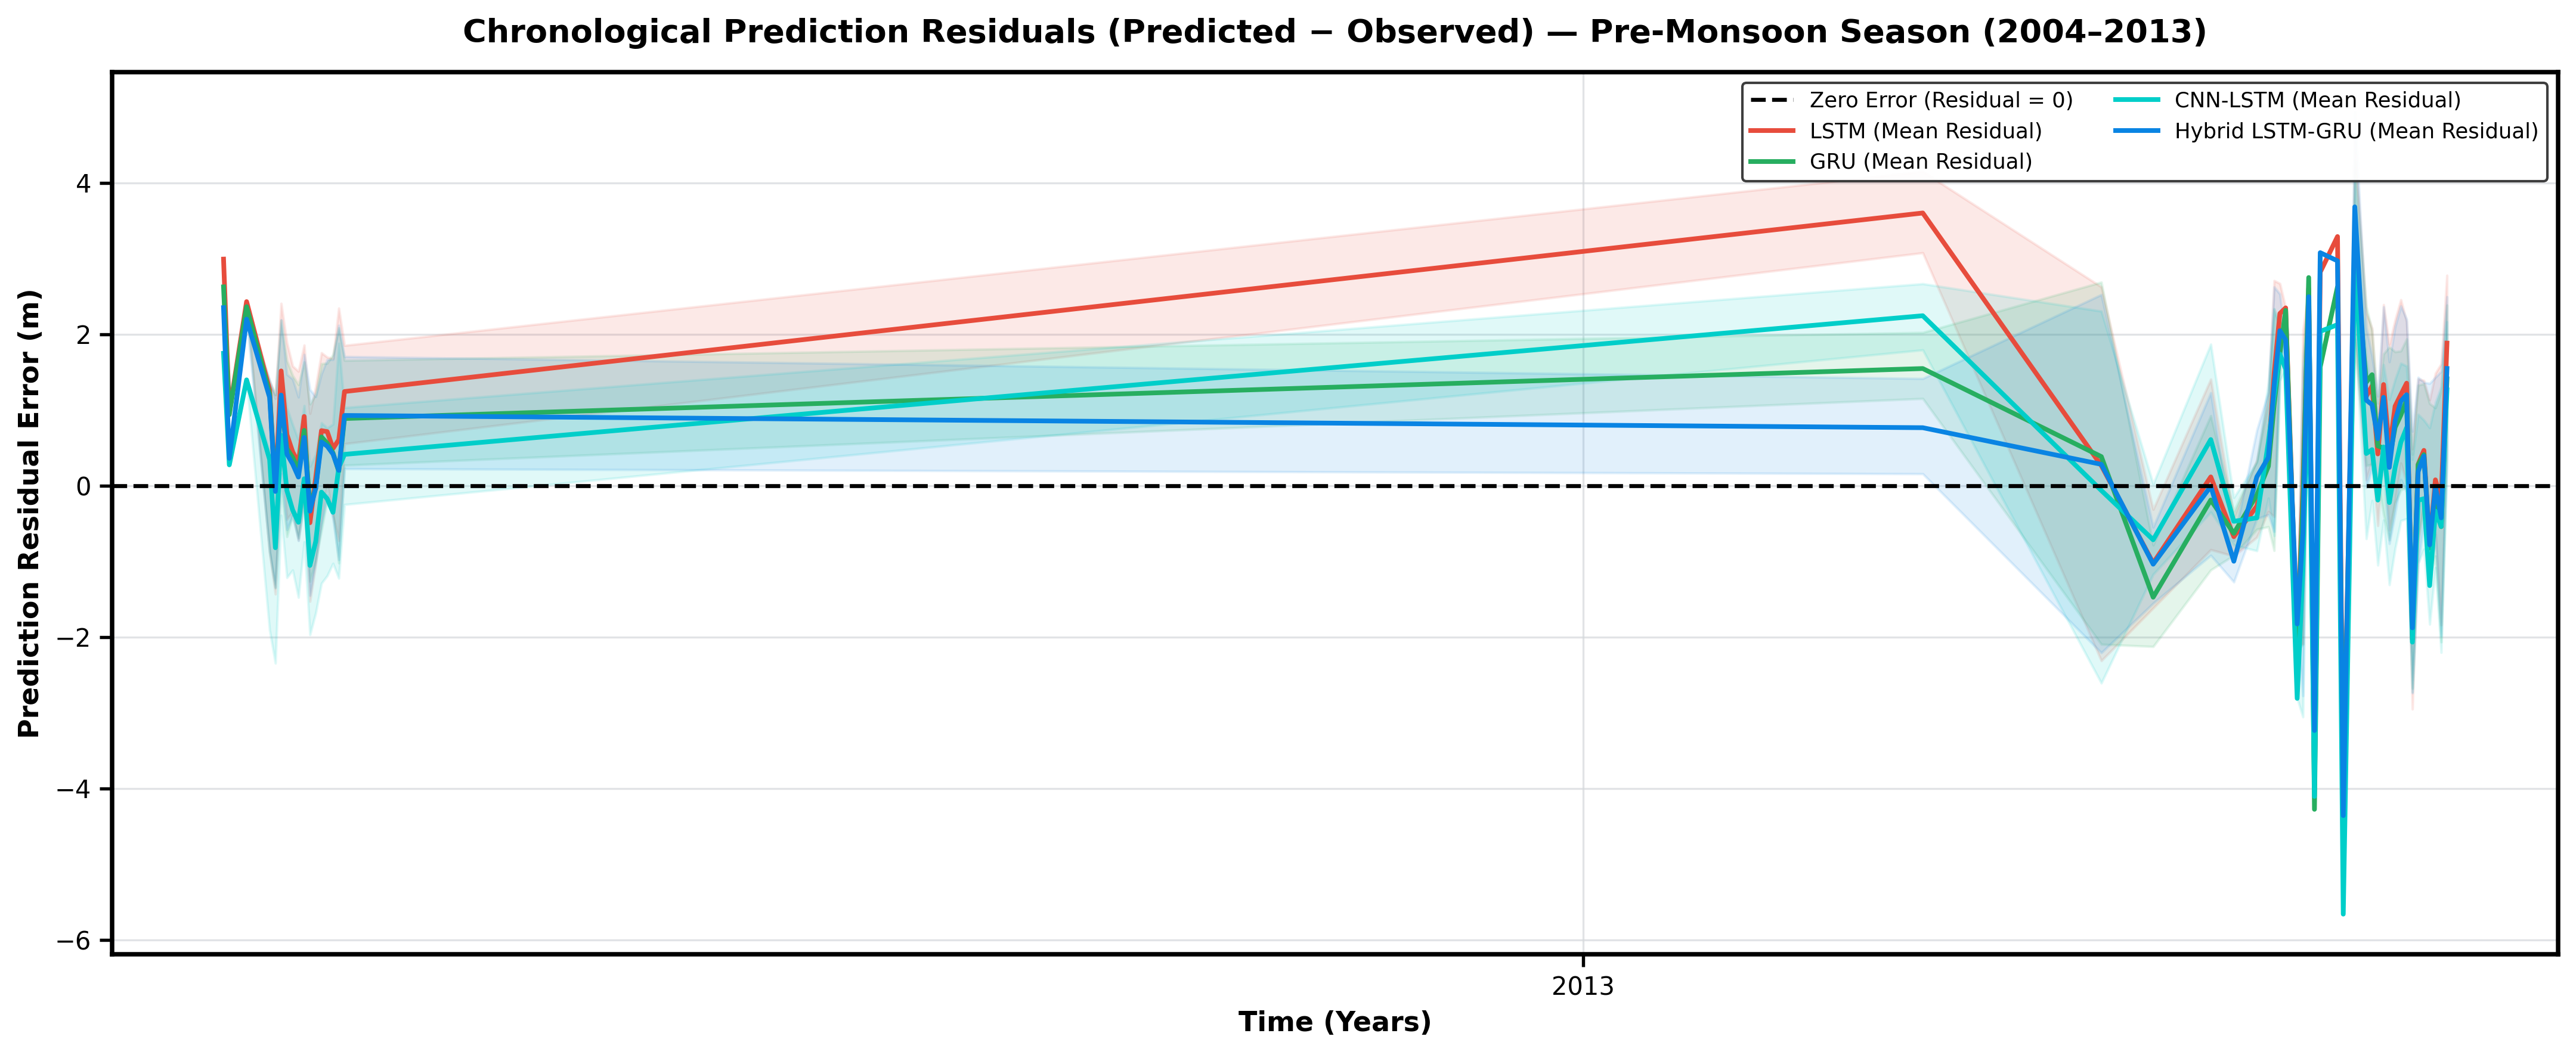 Chronological Prediction Residuals (Predicted − Observed) — Pre-Monsoon Season (2004–2013)
Zero Error (Residual = 0)
LSTM (Mean Residual)
GRU (Mean Residual)
CNN-LSTM (Mean Residual)
Hybrid LSTM-GRU (Mean Residual)
Prediction Residual Error (m)
4
2
0
−2
−4
−6
2013
Time (Years)